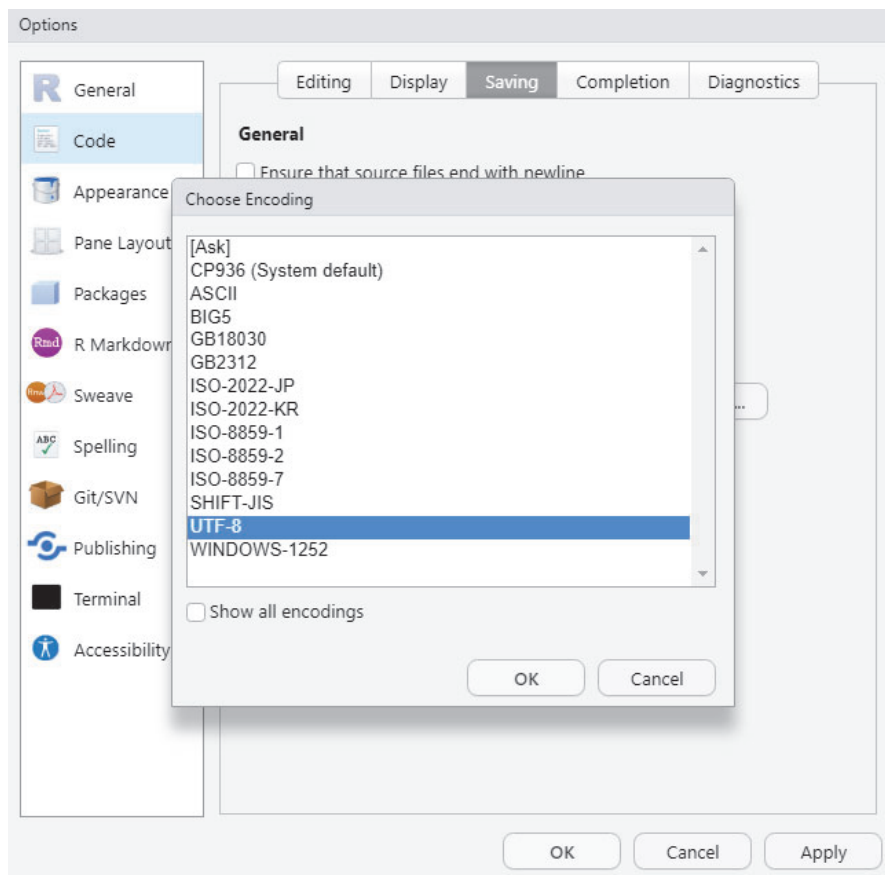 Options
General
Code
Appearance
Pane Layout
Packages
Rmd R Markdown
Sweave
ABC Spelling
Git/SVN
Publishing
Terminal
Accessibility
Editing Display Saving Completion Diagnostics
General
Ensure that source files end with newline
Choose Encoding
[Ask]
CP936 (System default)
ASCII
BIG5
GB18030
GB2312
ISO-2022-JP
ISO-2022-KR
ISO-8859-1
ISO-8859-2
ISO-8859-7
SHIFT-JIS
UTF-8
WINDOWS-1252
...
Show all encodings
OK Cancel
OK Cancel Apply